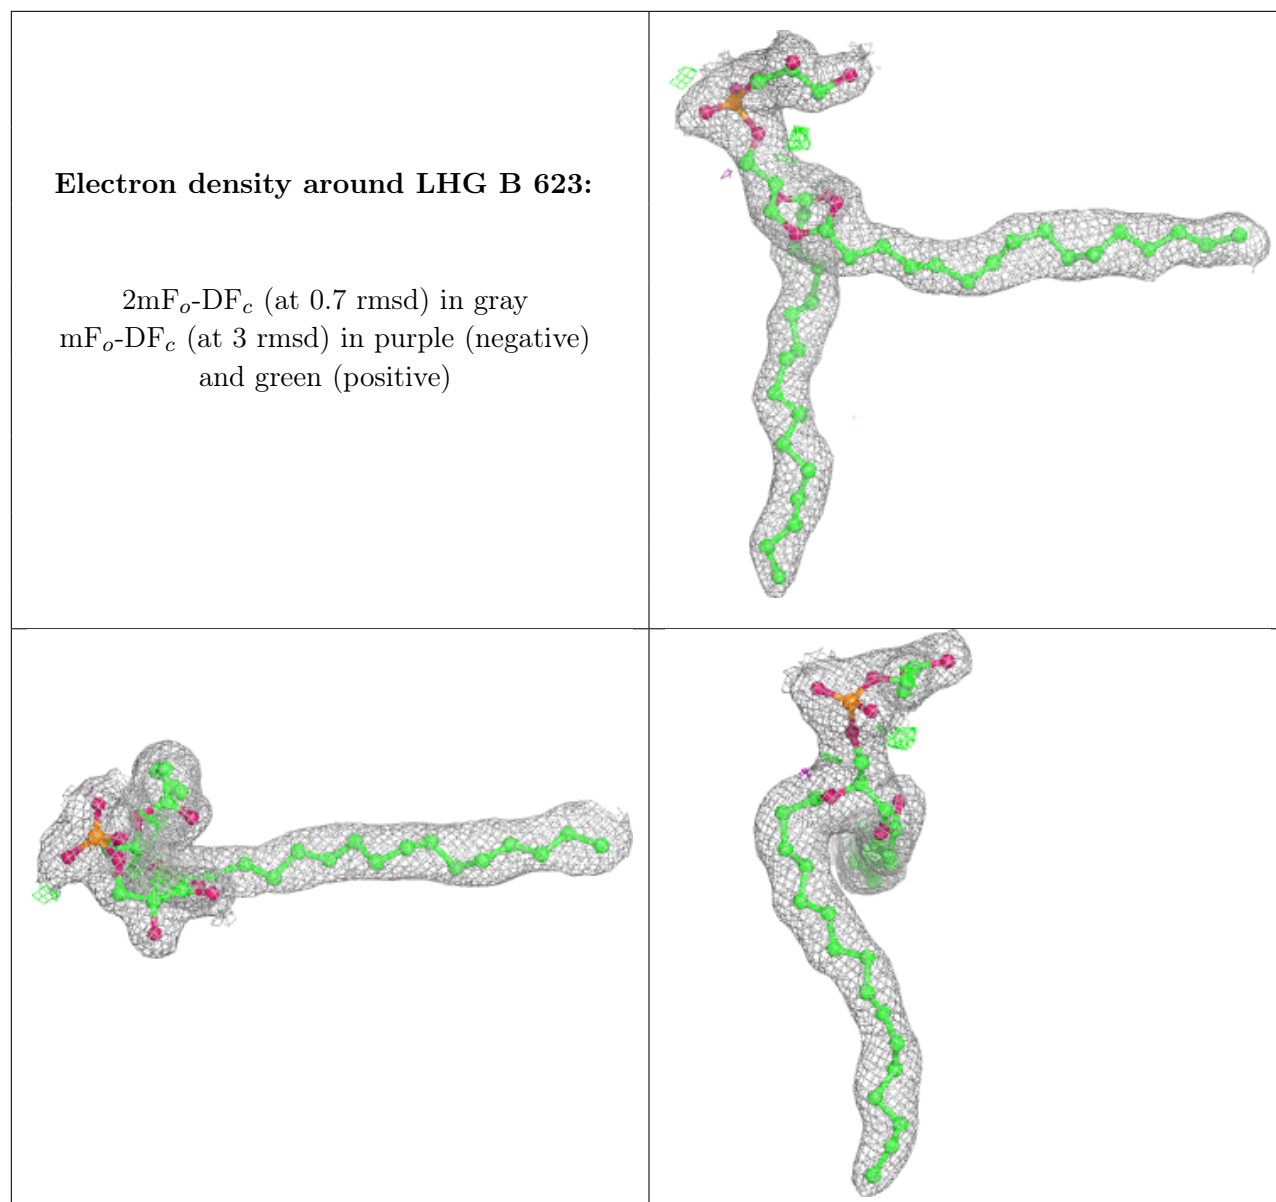 Electron density around LHG B 623:
2mFo-DFc (at 0.7 rmsd) in gray
mFo-DFc (at 3 rmsd) in purple (negative)
and green (positive)